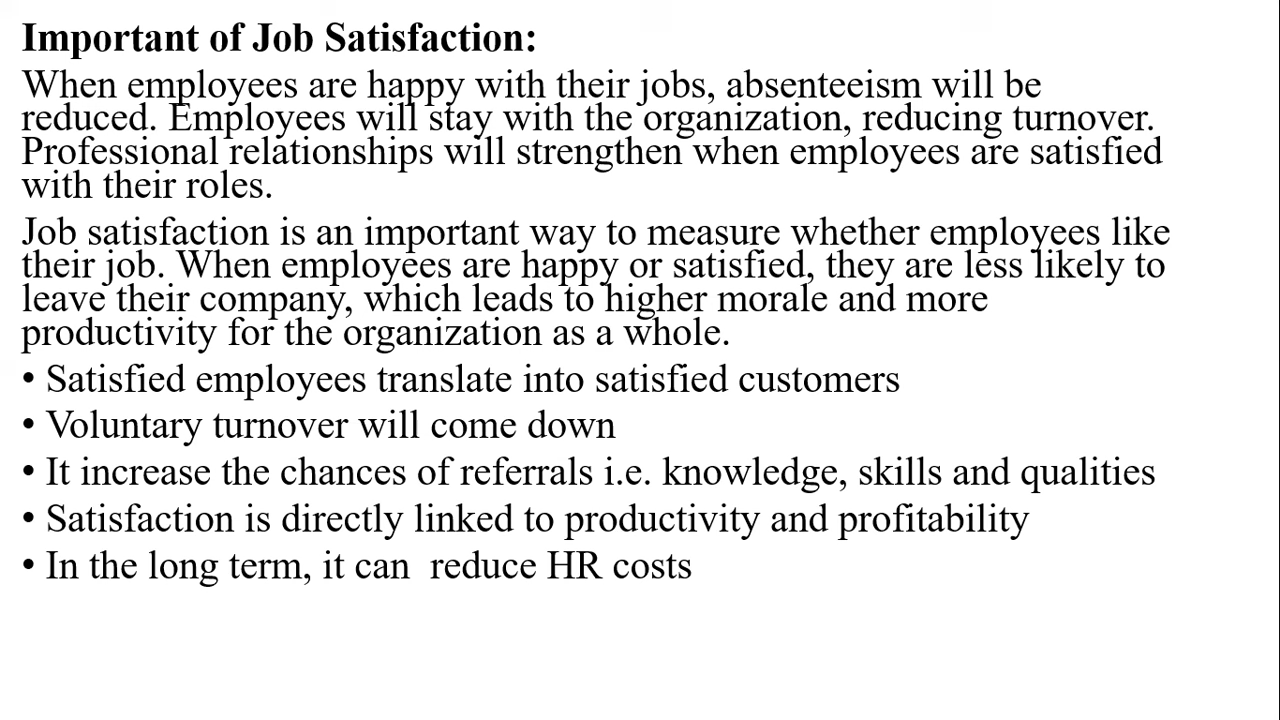 Important of Job Satisfaction:
When employees are happy with their jobs, absenteeism will be
reduced. Employees will stay with the organization, reducing turnover.
Professional relationships will strengthen when employees are satisfied
with their roles.
Job satisfaction is an important way to measure whether employees like
their job. When employees are happy or satisfied, they are less likely to
leave their company, which leads to higher morale and more
productivity for the organization as a whole.
• Satisfied employees translate into satisfied customers
• Voluntary turnover will come down
• It increase the chances of referrals i.e. knowledge, skills and qualities
• Satisfaction is directly linked to productivity and profitability
• In the long term, it can  reduce HR costs